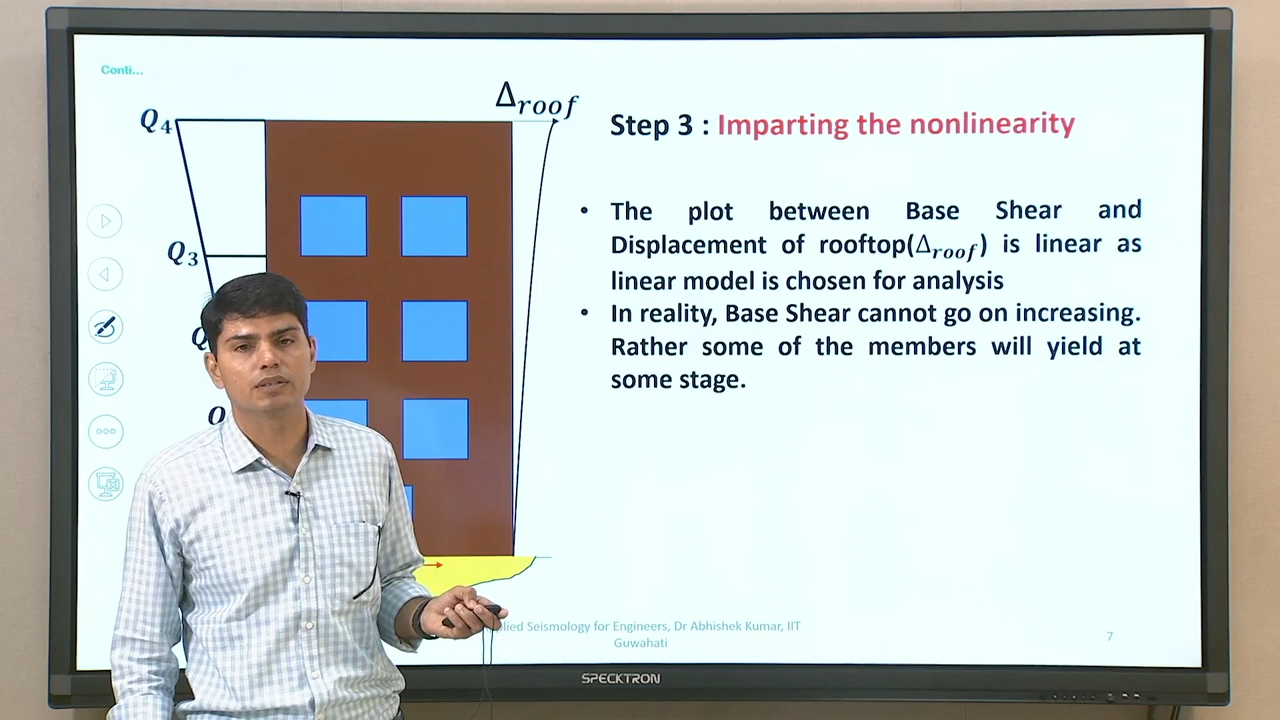 Conti...
Δroof
Q4
Step 3 : Imparting the nonlinearity
• The plot between Base Shear and
Displacement of rooftop(Δroof) is linear as
linear model is chosen for analysis
Q3
• In reality, Base Shear cannot go on increasing.
Rather some of the members will yield at
some stage.
Q
Q
Seismology for Engineers, Dr Abhishek Kumar, IIT
Guwahati
7
SPECKTRON